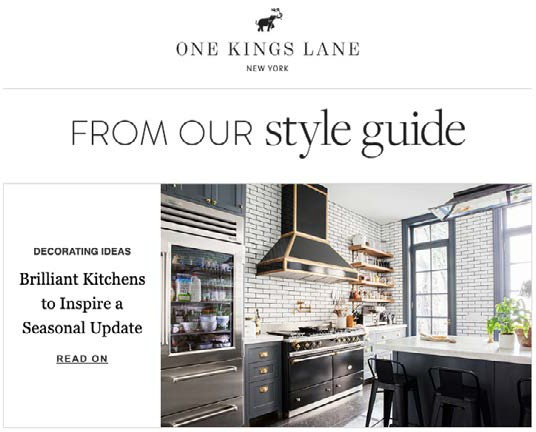 ONE KINGS LANE
NEW YORK
FROM OUR style guide
DECORATING IDEAS
Brilliant Kitchens
to Inspire a
Seasonal Update
READ ON